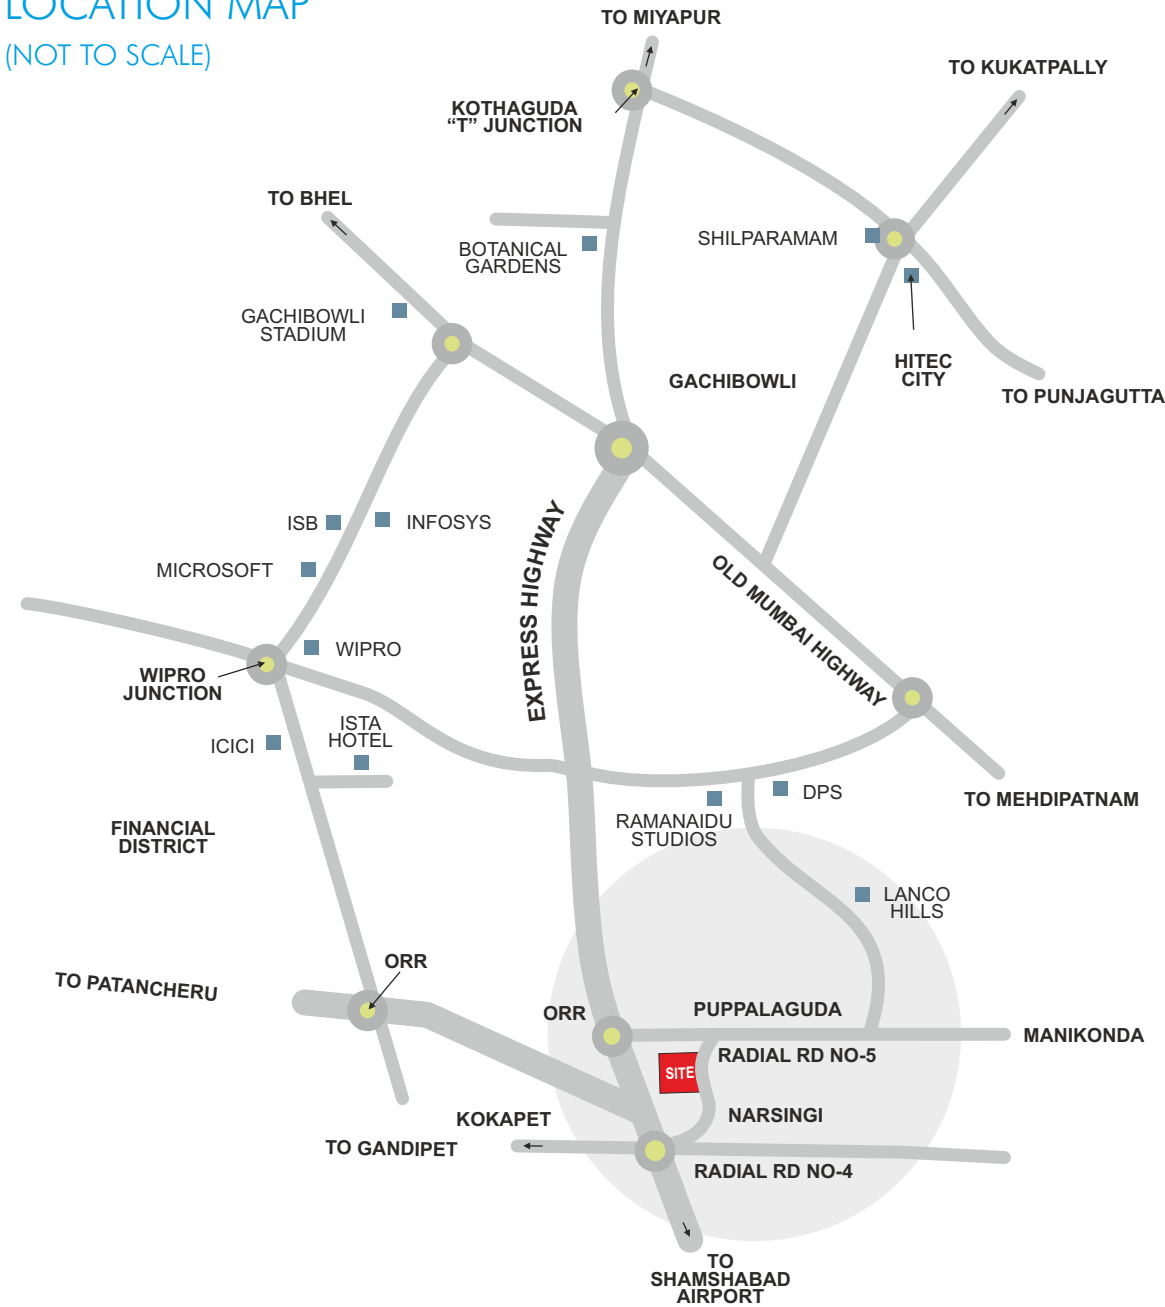 LOCATION MAP
(NOT TO SCALE)
TO MIYAPUR
TO KUKATPALLY
KOTHAGUDA
“T” JUNCTION
TO BHEL
BOTANICAL
GARDENS
SHILPARAMAM
GACHIBOWLI
STADIUM
HITEC
CITY
GACHIBOWLI
TO PUNJAGUTTA
EXPRESS HIGHWAY
ISB
INFOSYS
MICROSOFT
OLD MUMBAI HIGHWAY
WIPRO
WIPRO
JUNCTION
ISTA
HOTEL
ICICI
DPS
TO MEHDIPATNAM
RAMANAIDU
STUDIOS
FINANCIAL
DISTRICT
LANCO
HILLS
ORR
TO PATANCHERU
ORR
PUPPALAGUDA
MANIKONDA
RADIAL RD NO-5
SITE
NARSINGI
KOKAPET
TO GANDIPET
RADIAL RD NO-4
TO
SHAMSHABAD
AIRPORT